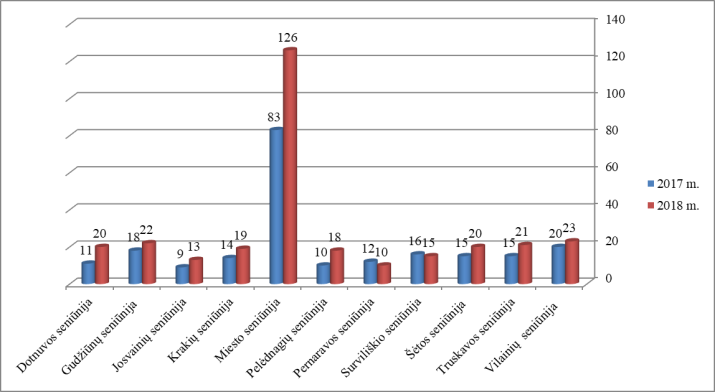 140
120
100
80
60
40
20
0
126
83
11
20
18
22
9
13
14
19
10
18
12
10
16
15
15
20
15
21
20
23
2017 m.
2018 m.
Dotnuvos seniūnija
Gudžiūnų seniūnija
Josvainių seniūnija
Krakių seniūnija
Miesto seniūnija
Pelėdnagių seniūnija
Pernaravos seniūnija
Surviliškio seniūnija
Šėtos seniūnija
Truskavos seniūnija
Vilainių seniūnija